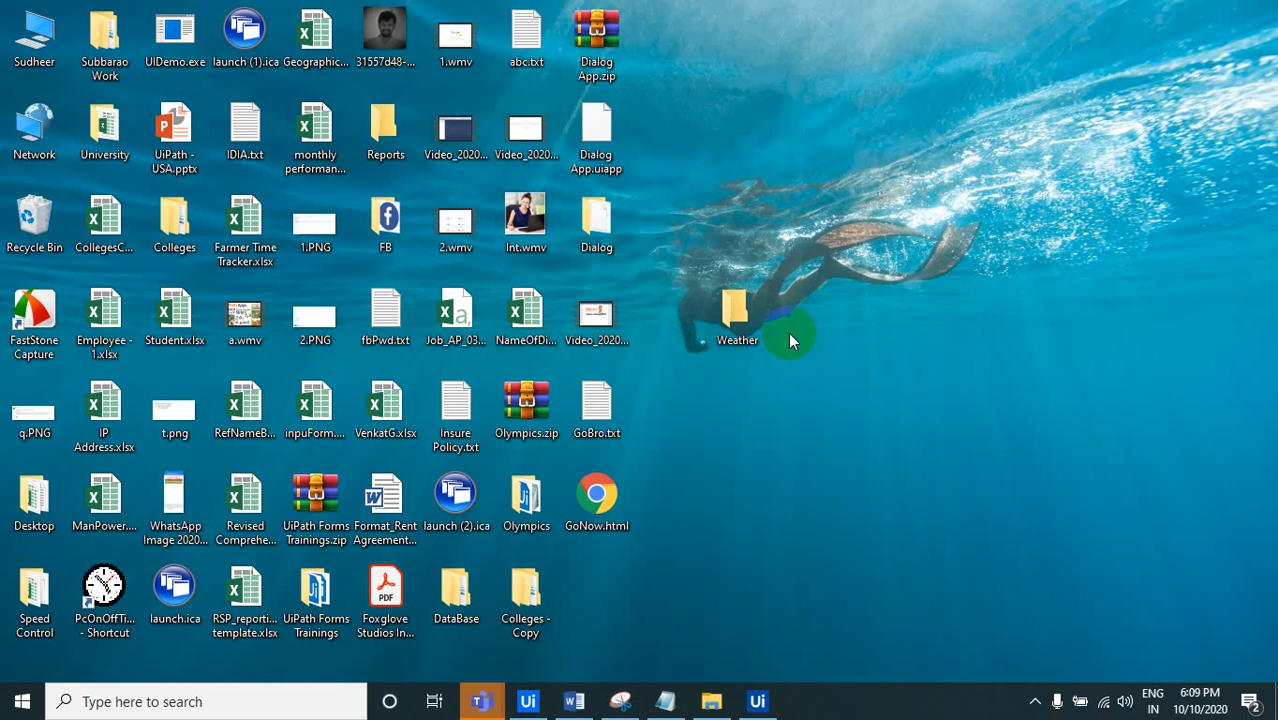 Sudheer
Subbarao
Work
UIDemo.exe
launch (1).ica
Geographic...
31557d48-...
1.wmv
abc.txt
Dialog
App.zip
Network
University
UiPath -
USA.pptx
IDIA.txt
monthly
performan...
Reports
Video_2020...
Video_2020...
Dialog
App.uiapp
Recycle Bin
CollegesC...
Colleges
Farmer Time
Tracker.xlsx
1.PNG
FB
2.wmv
Int.wmv
Dialog
FastStone
Capture
Employee -
1.xlsx
Student.xlsx
a.wmv
2.PNG
fbPwd.txt
Job_AP_03...
NameOfDi...
Video_2020...
Weather
q.PNG
IP
Address.xlsx
t.png
RefNameB...
inpuForm....
VenkatG.xlsx
Insure
Policy.txt
Olympics.zip
GoBro.txt
Desktop
ManPower....
WhatsApp
Image 2020...
Revised
Comprehe...
UiPath Forms
Trainings.zip
Format_Rent
Agreement...
launch (2).ica
Olympics
GoNow.html
Speed
Control
PcOnOffTi...
- Shortcut
launch.ica
RSP_reporti...
template.xlsx
UiPath Forms
Trainings
PDF
Foxglove
Studios In...
DataBase
Colleges -
Copy
Type here to search
Ui
Ui
ENG
IN
6:09 PM
10/10/2020
2